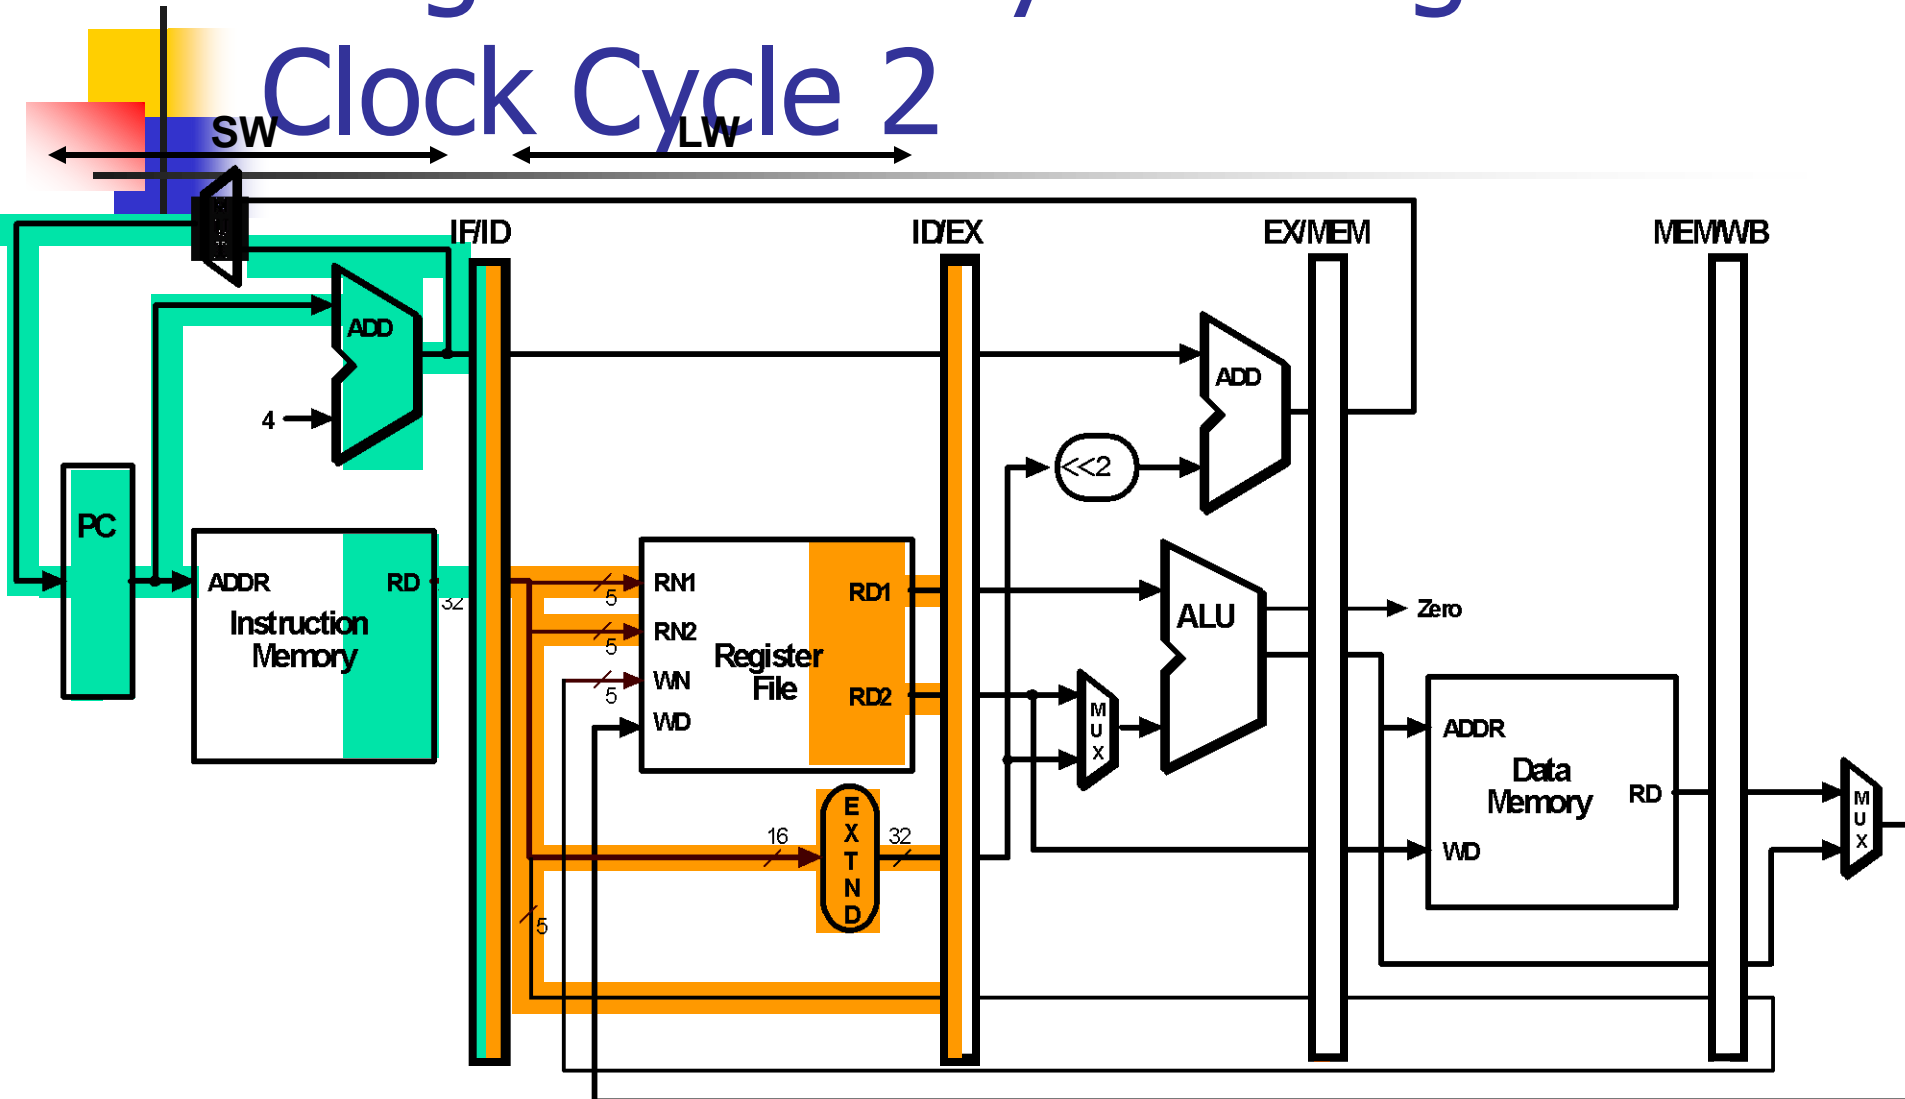 Clock Cycle 2
SW
LW
IF/ID
ID/EX
EX/MEM
MEM/WB
ADD
4
ADD
<<2
PC
ADDR
RD
32
Instruction
Memory
5
RN1
5
RN2
5
WN
WD
RD1
RD2
Register
File
ALU
Zero
M
U
X
ADDR
Data
Memory
RD
WD
M
U
X
16
E
X
T
N
D
32
5